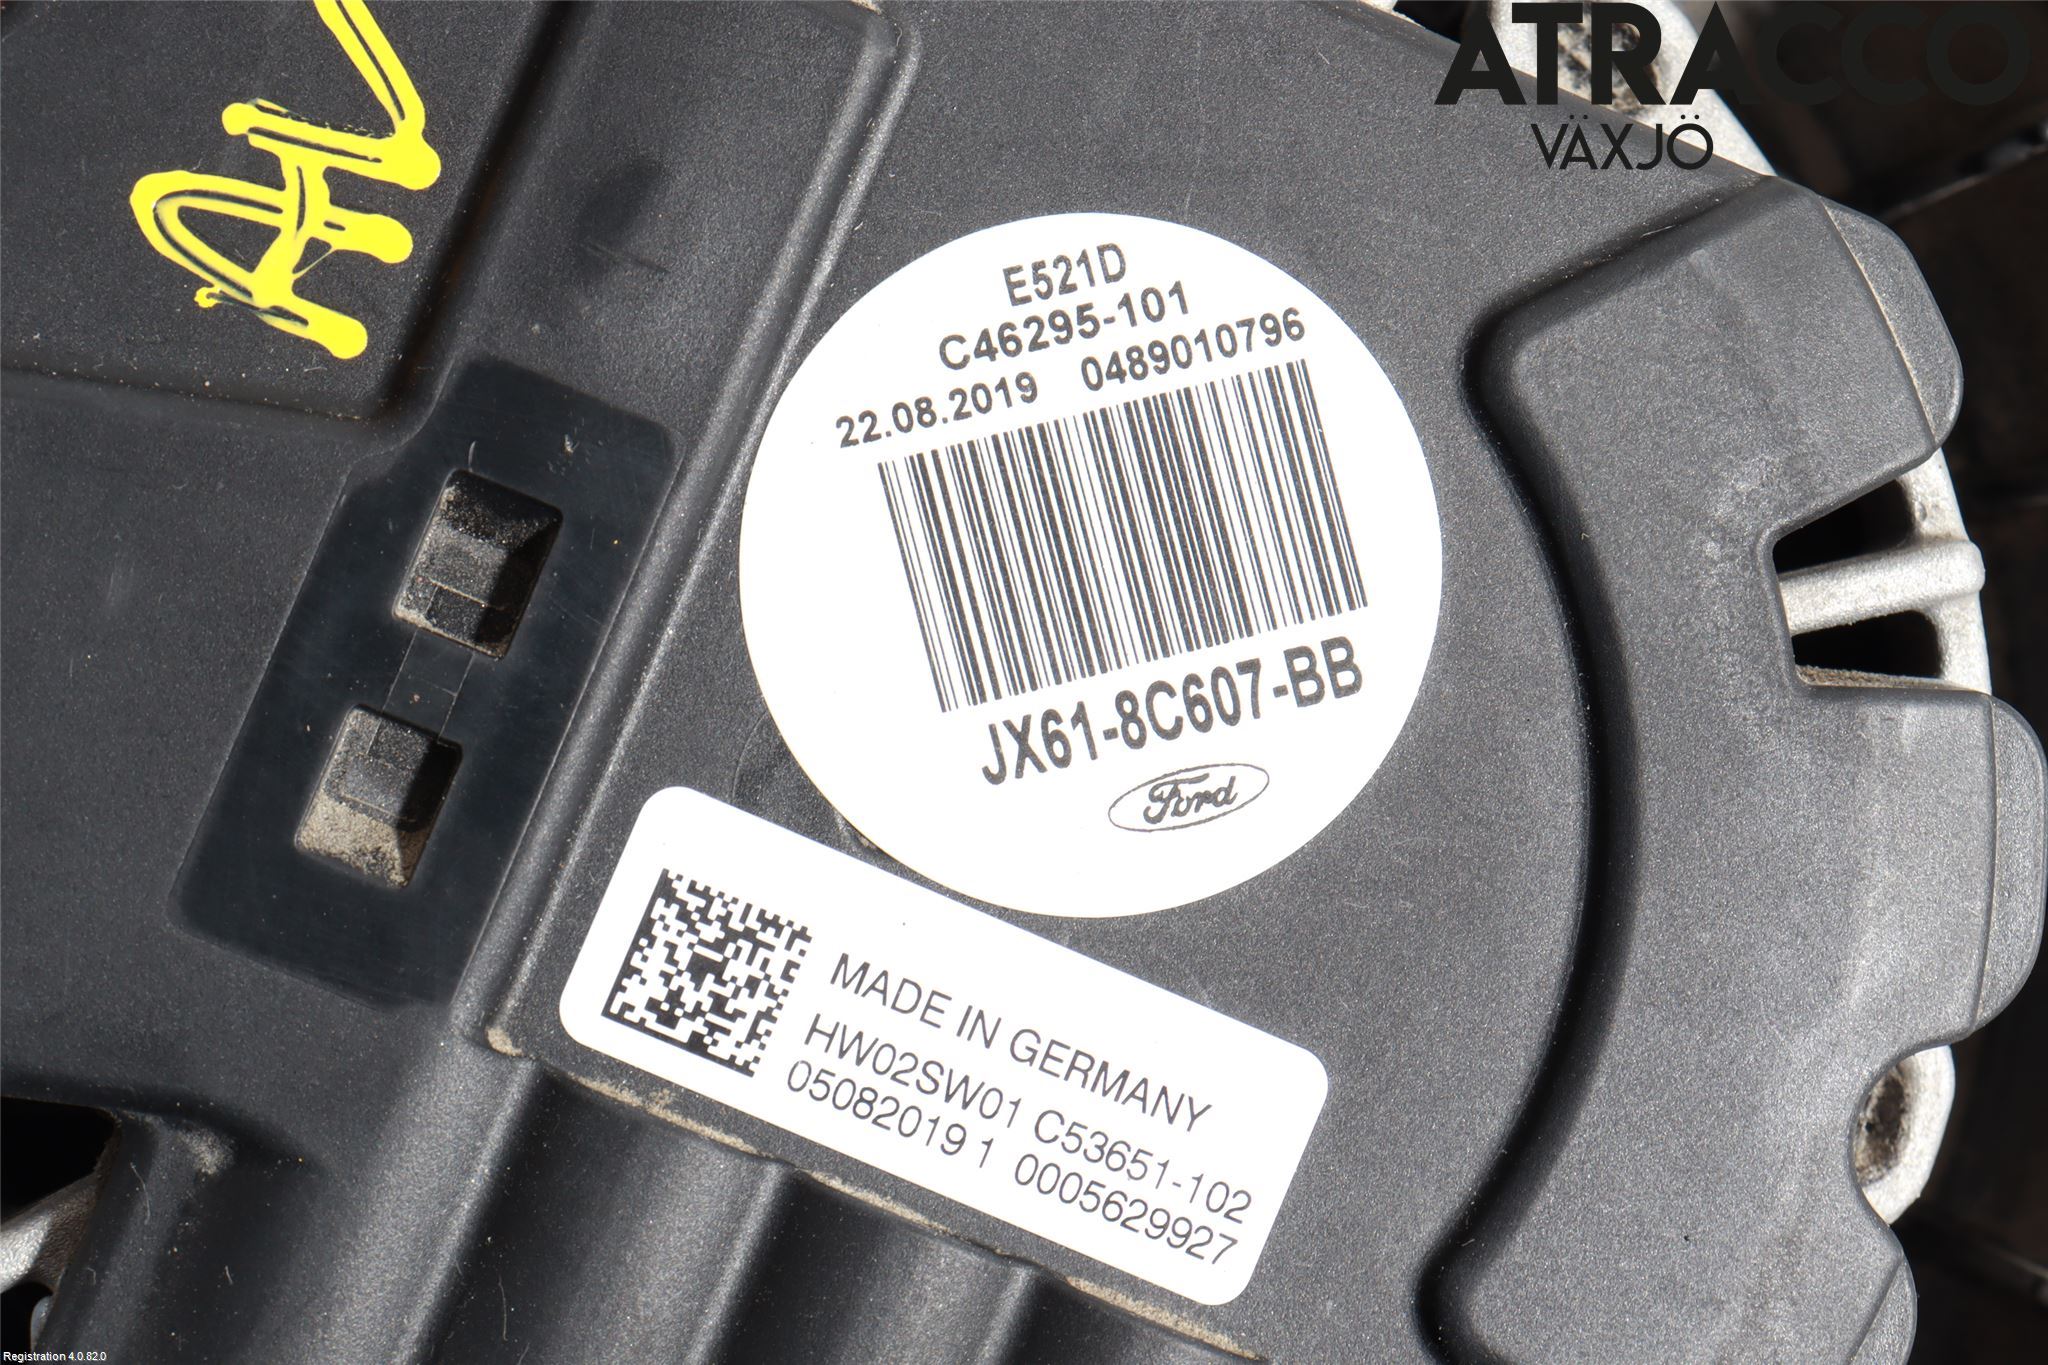 ATRACCO
VÄXJÖ
E521D
C46295-101
22.08.2019 0489010796
JX61-8C607-BB
Ford
MADE IN GERMANY
HW02SW01 C53651-102
05082019 1 0005629927
Registration 4.0.82.0